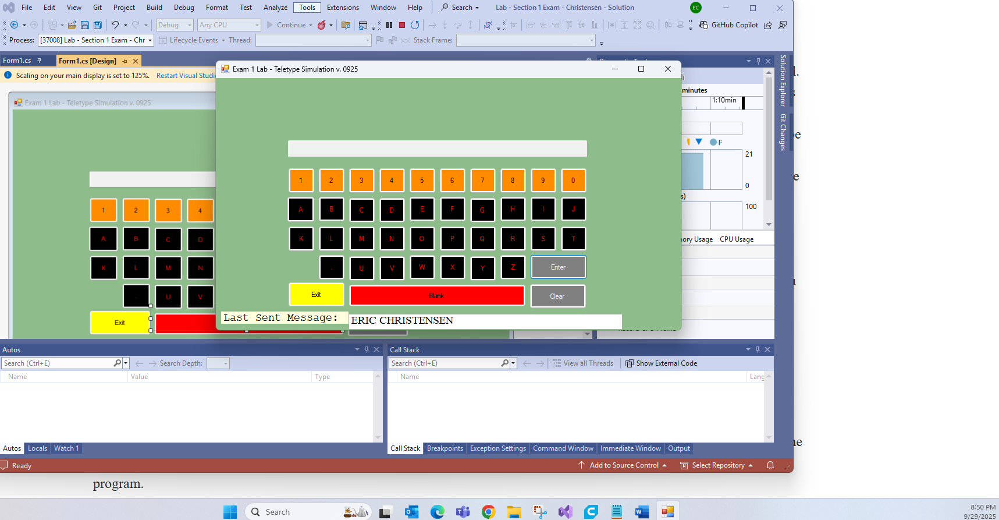 File Edit View Git Project Build Debug Format Test Analyze Tools Extensions Window Help Search Lab - Section 1 Exam - Christensen - Solution EC
Debug Any CPU Continue GitHub Copilot
Process: [37008] Lab - Section 1 Exam - Chr Lifecycle Events Thread: Stack Frame:
Form1.cs Form1.cs [Design]
Scaling on your main display is set to 125%. Restart Visual Studi
Exam 1 Lab - Teletype Simulation v. 0925
1 2 3 4
A B C D
K L M N
. U V
Exit
Exam 1 Lab - Teletype Simulation v. 0925
1 2 3 4 5 6 7 8 9 0
A B C D E F G H I J
K L M N O P Q R S T
. U V W X Y Z Enter
Exit Blank Clear
Last Sent Message: ERIC CHRISTENSEN
minutes
1:10min
P
21
0
s)
100
ory Usage CPU Usage
Solution Explorer
Git Changes
l.
s
be
e
u
he
Autos
Search (Ctrl+E) Search Depth:
Name Value Type
Autos Locals Watch 1
Call Stack
Search (Ctrl+E) View all Threads Show External Code
Name Lang
Call Stack Breakpoints Exception Settings Command Window Immediate Window Output
Ready Add to Source Control Select Repository
program.
Search
8:50 PM
9/29/2025